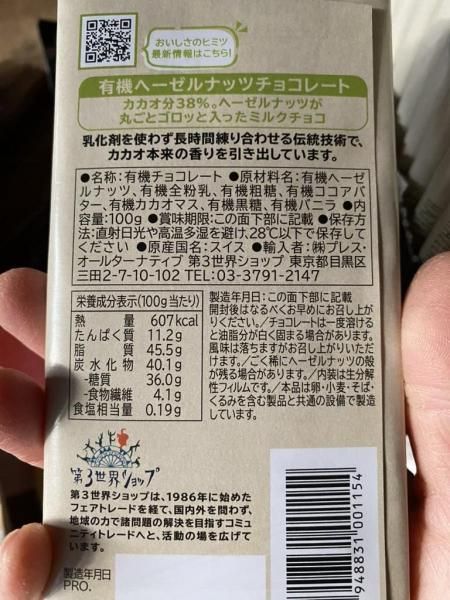 おいしさのヒミツ
最新情報はこちら!
有機ヘーゼルナッツチョコレート
カカオ分38%。ヘーゼルナッツが
丸ごとゴロッと入ったミルクチョコ
乳化剤を使わず長時間練り合わせる伝統技術で、
カカオ本来の香りを引き出しています。
●名称:有機チョコレート ●原材料名:有機ヘーゼ
ルナッツ、有機全粉乳、有機粗糖、有機ココアバ
ター、有機カカオマス、有機黒糖、有機バニラ ●内
容量:100g ●賞味期限:この面下部に記載 ●保存方
法:直射日光や高温多湿を避け、28℃以下で保存して
ください ●原産国名:スイス ●輸入者:㈱プレス・
オールターナティブ 第3世界ショップ 東京都目黒区
三田2-7-10-102 TEL:03-3791-2147
栄養成分表示(100g当たり)
熱量 607kcal
たんぱく質 11.2g
脂質 45.5g
炭水化物 40.1g
-糖質 36.0g
-食物繊維 4.1g
食塩相当量 0.19g
製造年月日:この面下部に記載
開封後はなるべくお早めにお召し上が
りください。/チョコレートは一度溶ける
と油脂分が白く固まる場合があります。
風味は落ちますがお召し上がりいただ
けます。/ごく稀にヘーゼルナッツの殻
が残る場合があります。/内装は生分解
性フィルムです。/本品は卵・小麦・そば・
くるみを含む製品と共通の設備で製造
しています。
第3世界ショップ
第3世界ショップは、1986年に始めた
フェアトレードを経て、国内外を問わず、
地域の力で諸問題の解決を目指すコミュ
ニティトレードへと、活動の場を広げて
います。
製造年月日
PRO.
948831001154